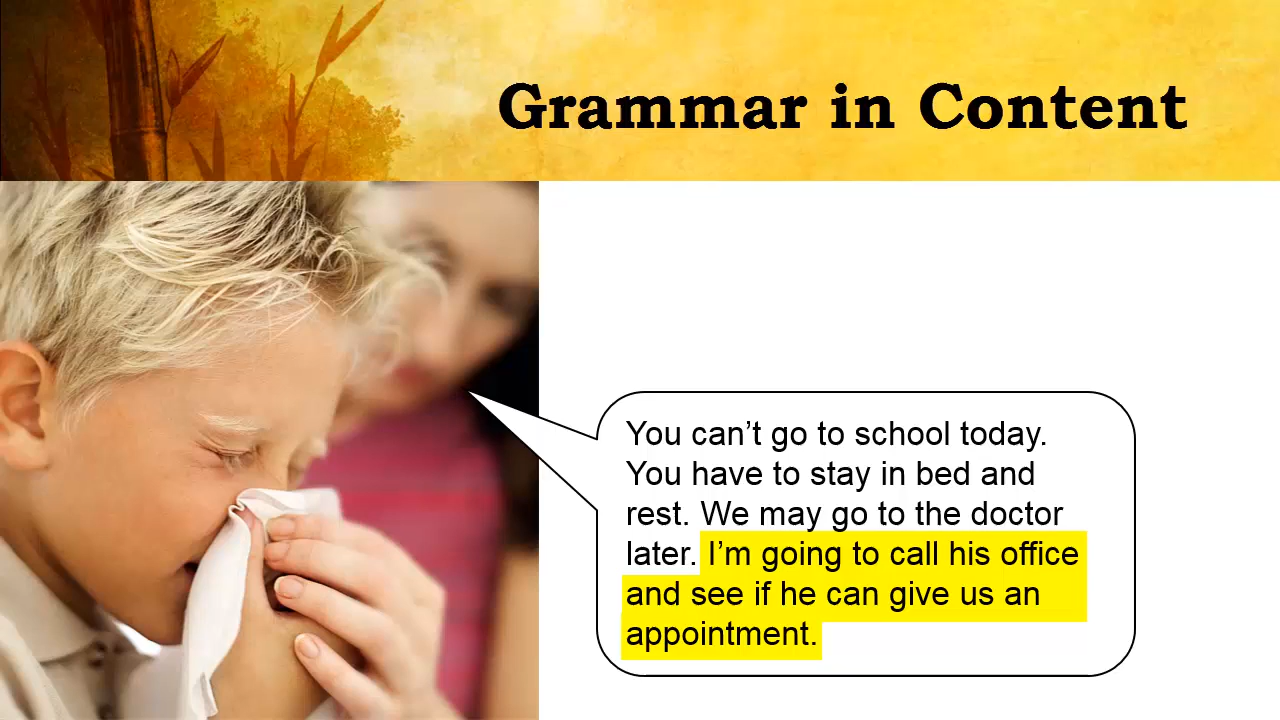 Grammar in Content
You can’t go to school today.
You have to stay in bed and
rest. We may go to the doctor
later. I’m going to call his office
and see if he can give us an
appointment.